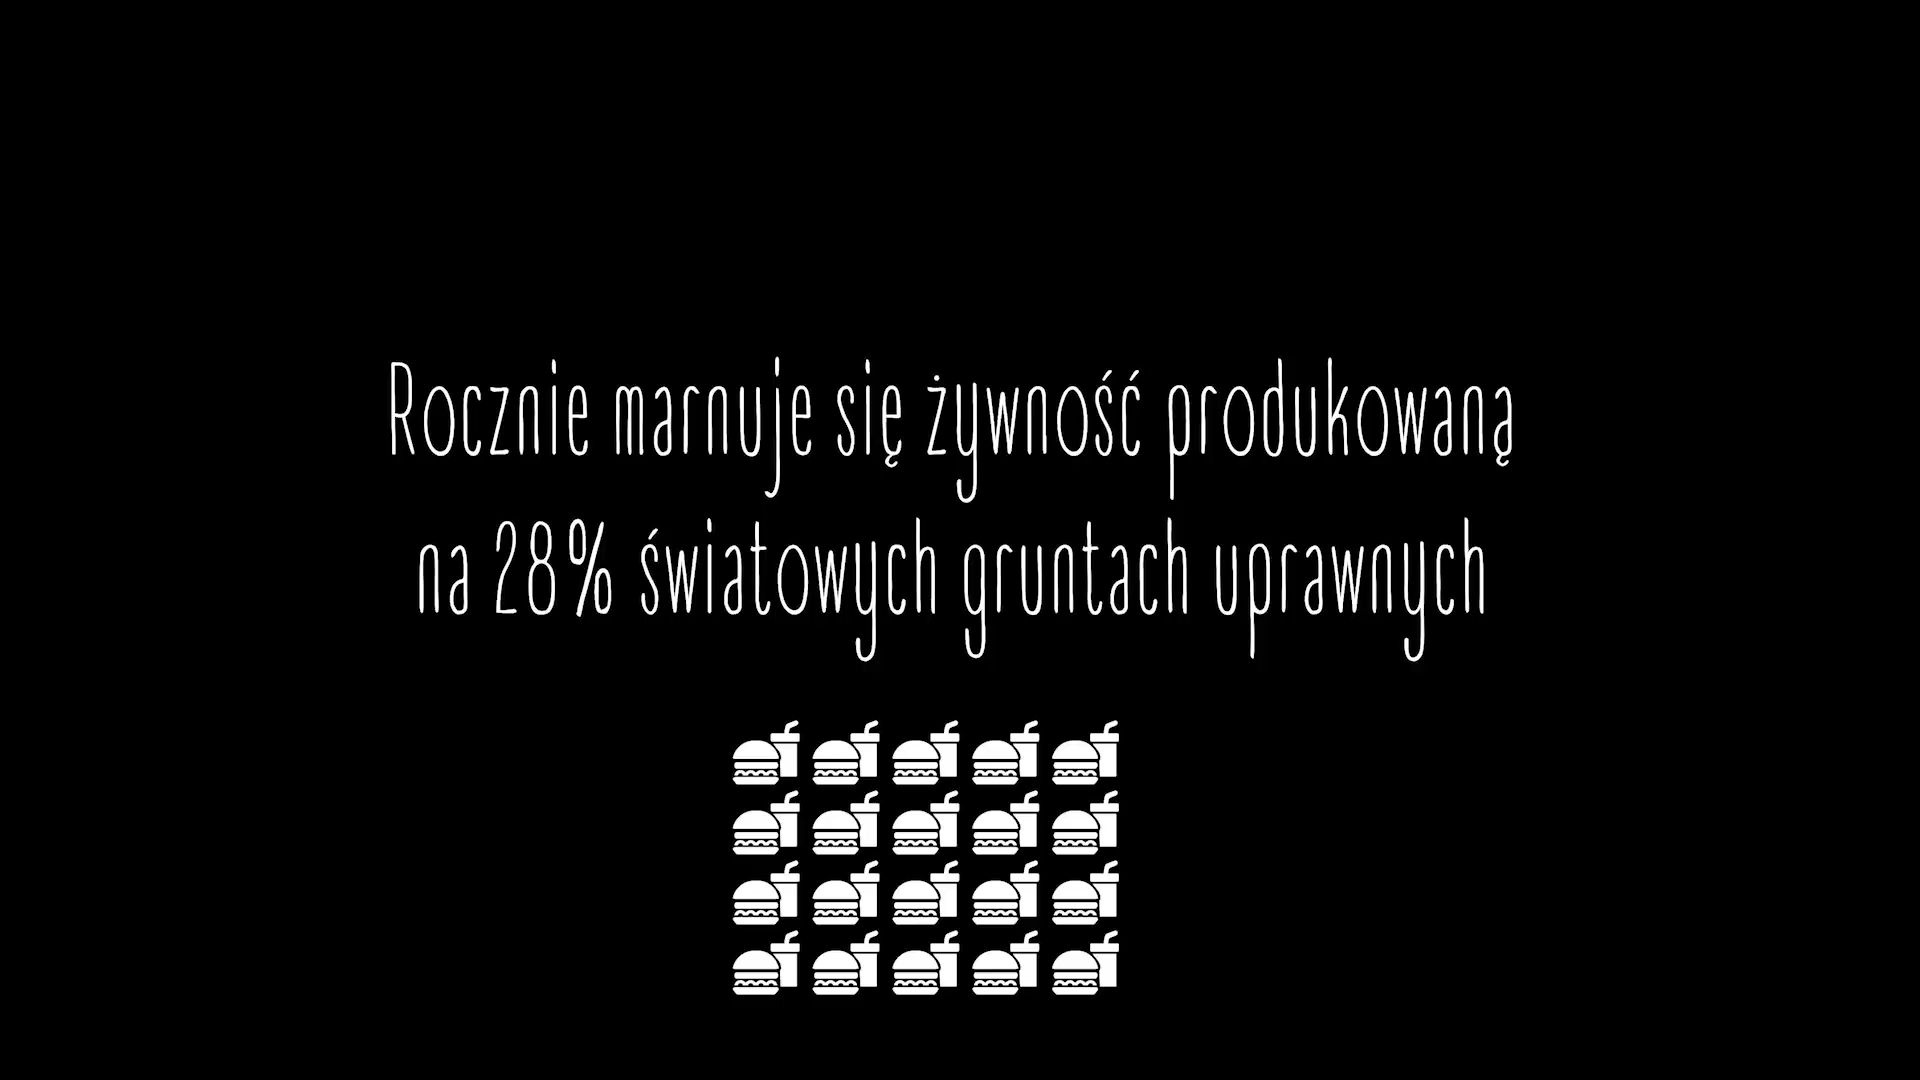 Rocznie marnuje się żywność produkowaną
na 28% światowych gruntach uprawnych